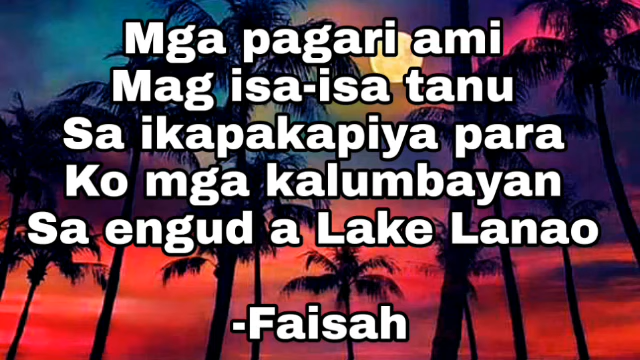 Mga pagari ami
Mag isa-isa tanu
Sa ikapakapiya para
Ko mga kalumbayan
Sa engud a Lake Lanao
-Faisah